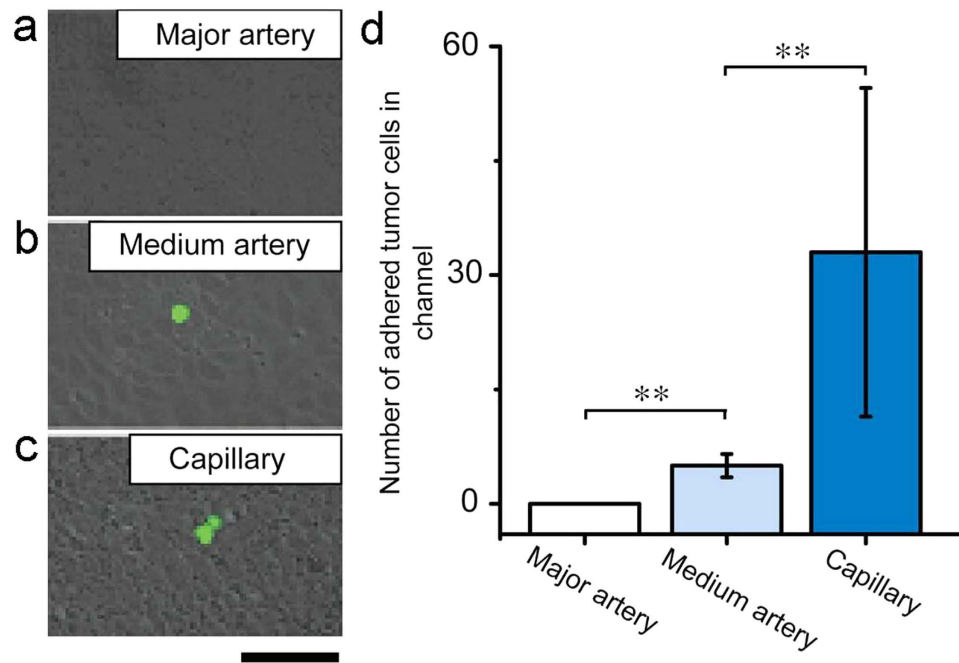 a
Major artery
b
Medium artery
c
Capillary
d
Number of adhered tumor cells in
channel
60
30
0
**
**
Major artery
Medium artery
Capillary